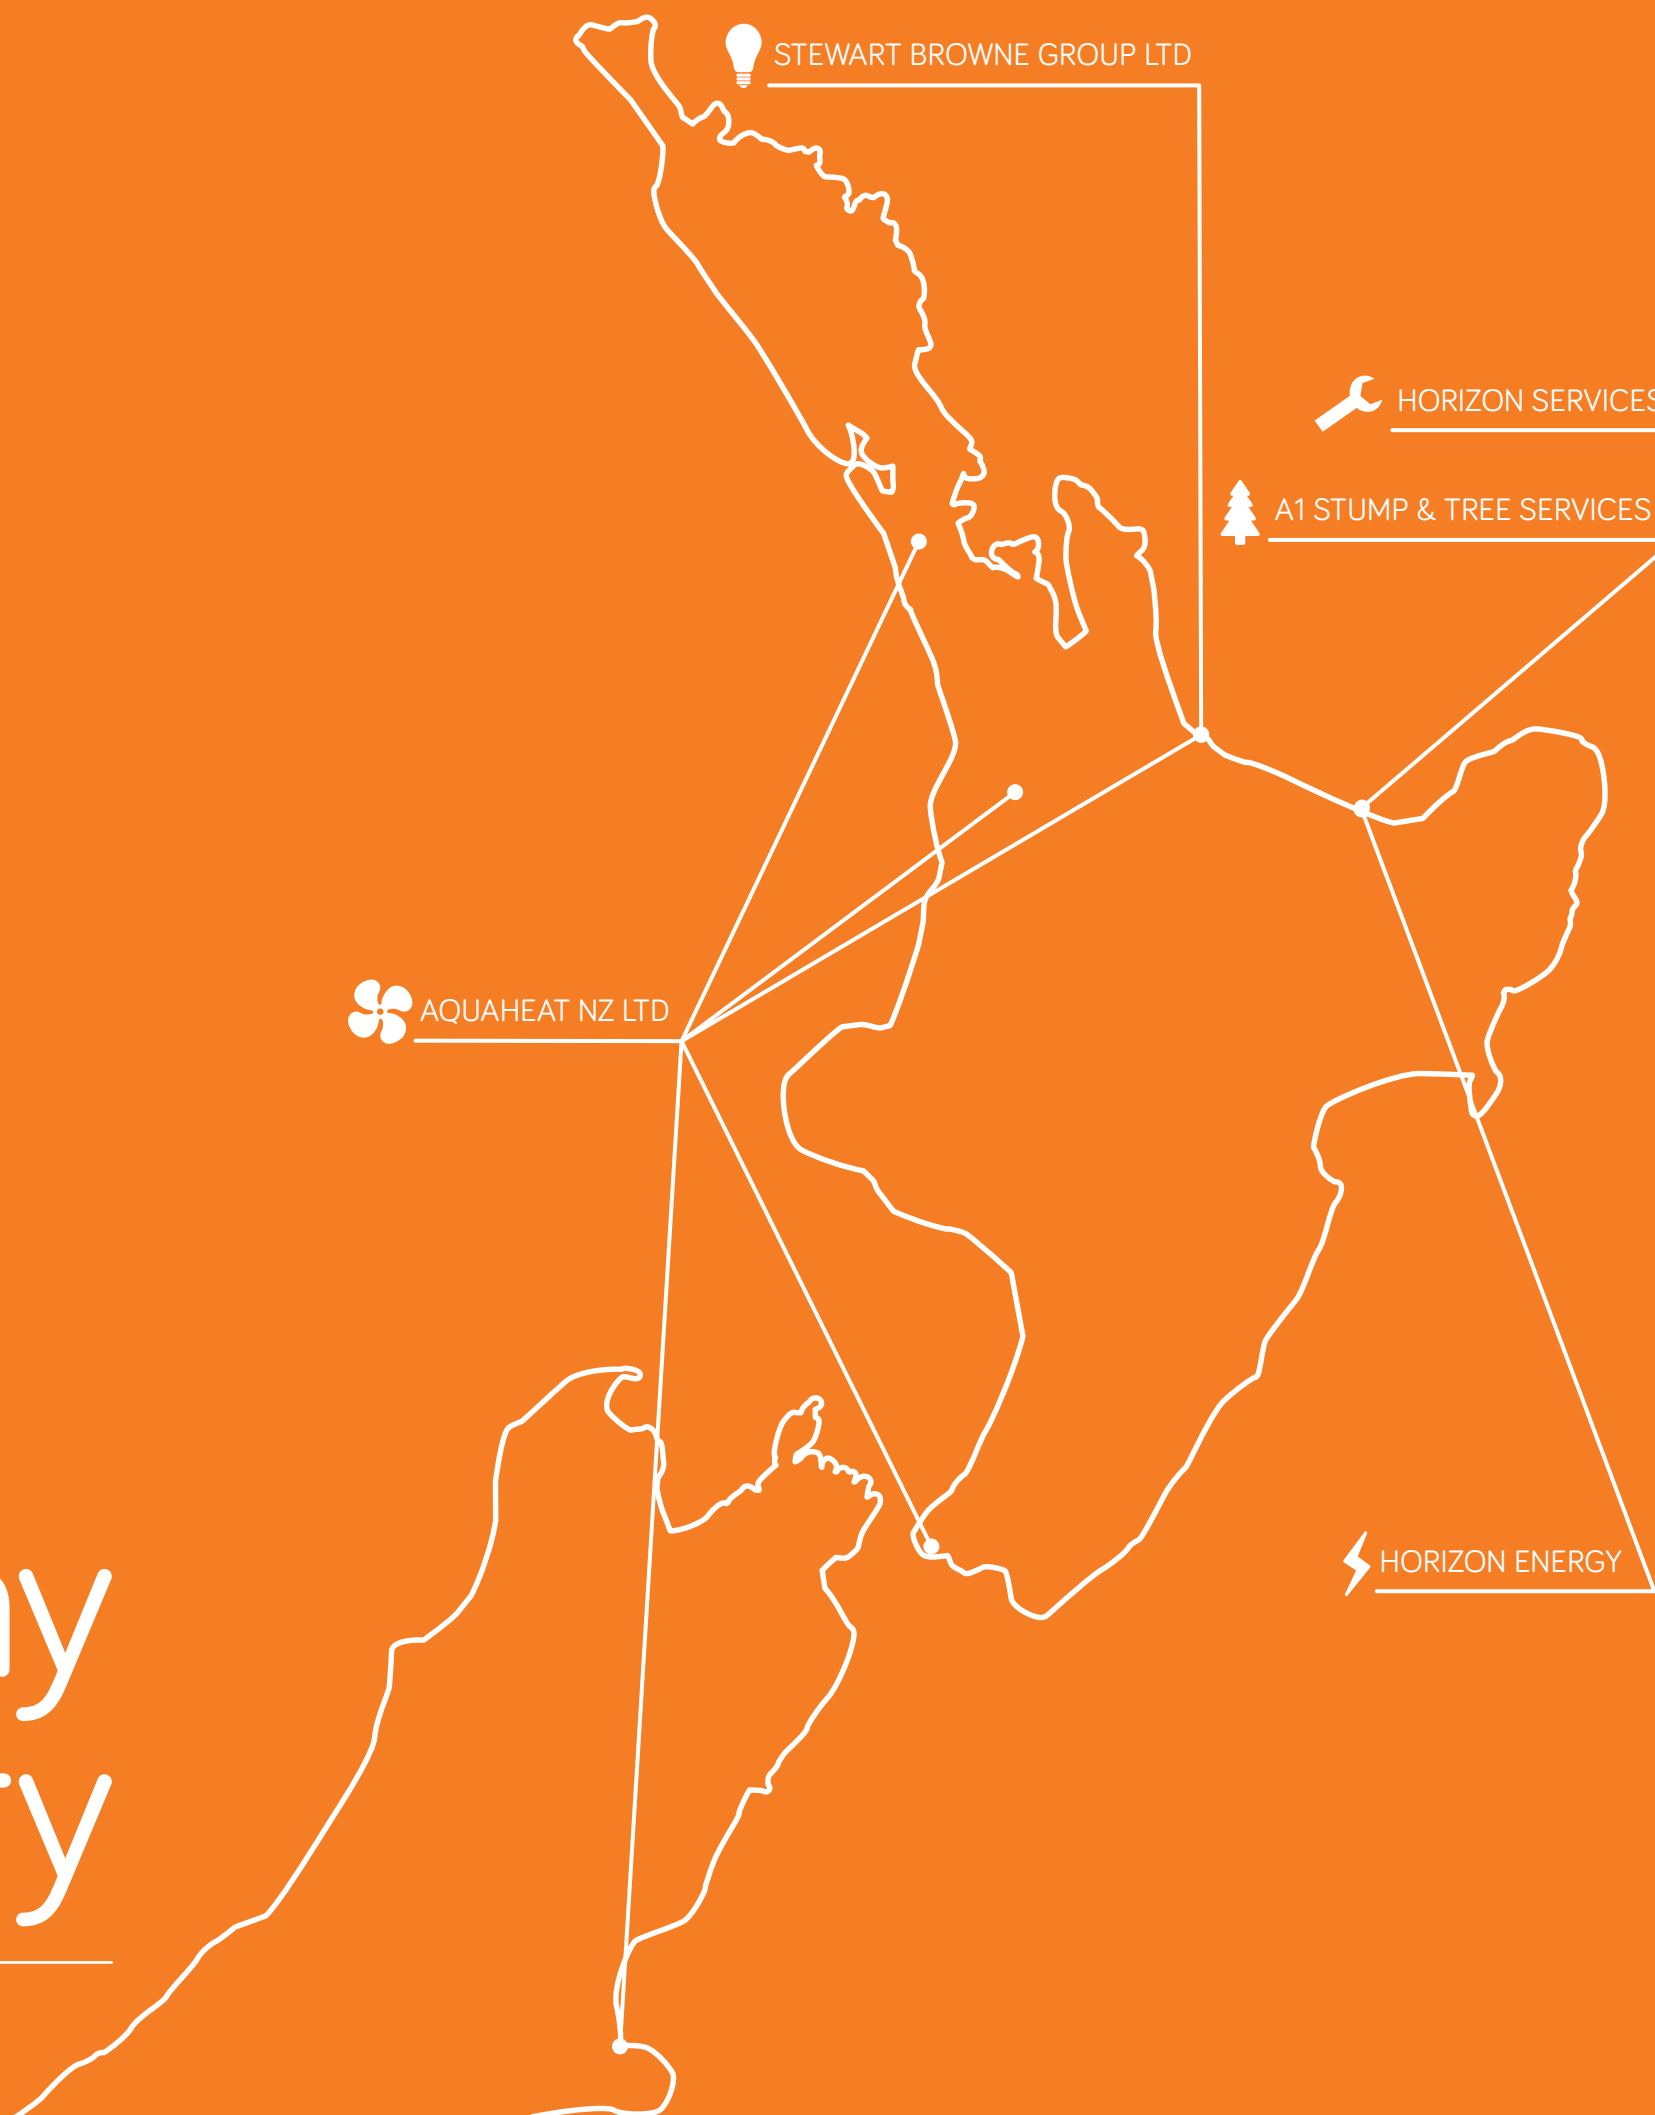 STEWART BROWNE GROUP LTD
HORIZON SERVICES
A1 STUMP & TREE SERVICES
AQUAHEAT NZ LTD
HORIZON ENERGY